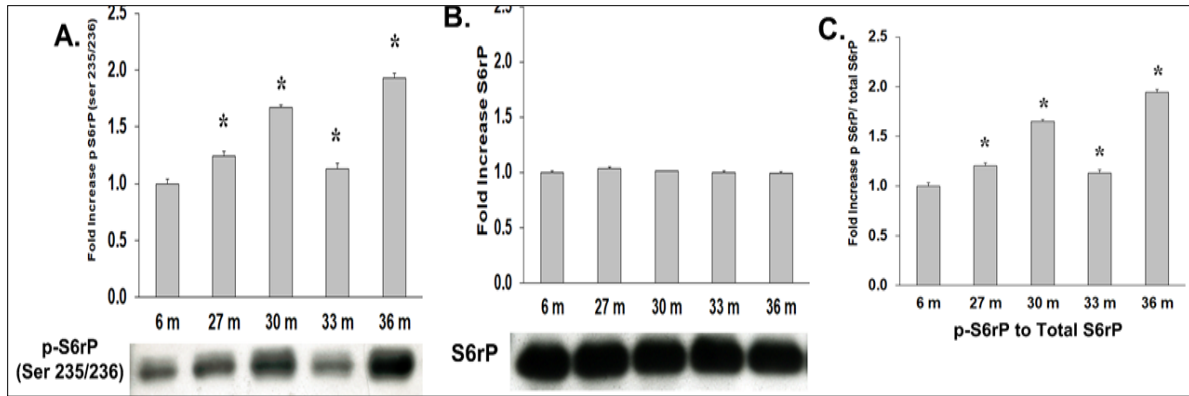 A.
Fold Increase p S6rP (ser 235/236)
2.5
2.0
1.5
1.0
0.5
0.0
*
*
*
*
6 m 27 m 30 m 33 m 36 m
p-S6rP
(Ser 235/236)
B.
Fold Increase S6rP
2.5
2.0
1.5
1.0
0.5
0.0
6 m 27 m 30 m 33 m 36 m
S6rP
C.
Fold Increase p S6rP/ total S6rP
2.5
2.0
1.5
1.0
0.5
0.0
*
*
*
*
6 m 27 m 30 m 33 m 36 m
p-S6rP to Total S6rP